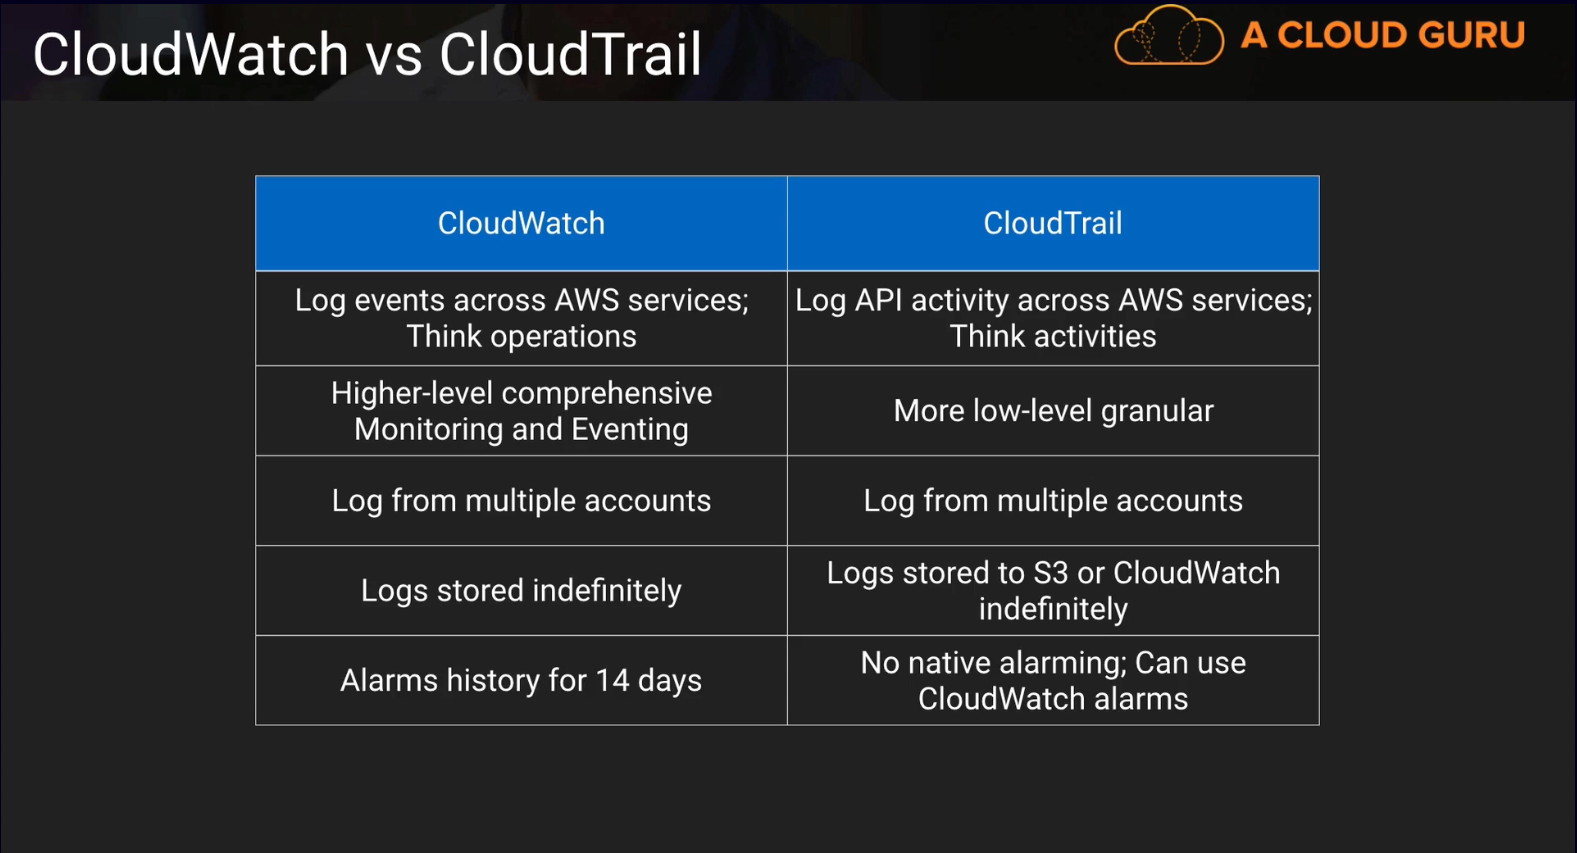 CloudWatch vs CloudTrail
A CLOUD GURU
CloudWatch
CloudTrail
Log events across AWS services;
Think operations
Log API activity across AWS services;
Think activities
Higher-level comprehensive
Monitoring and Eventing
More low-level granular
Log from multiple accounts
Log from multiple accounts
Logs stored indefinitely
Logs stored to S3 or CloudWatch
indefinitely
Alarms history for 14 days
No native alarming; Can use
CloudWatch alarms